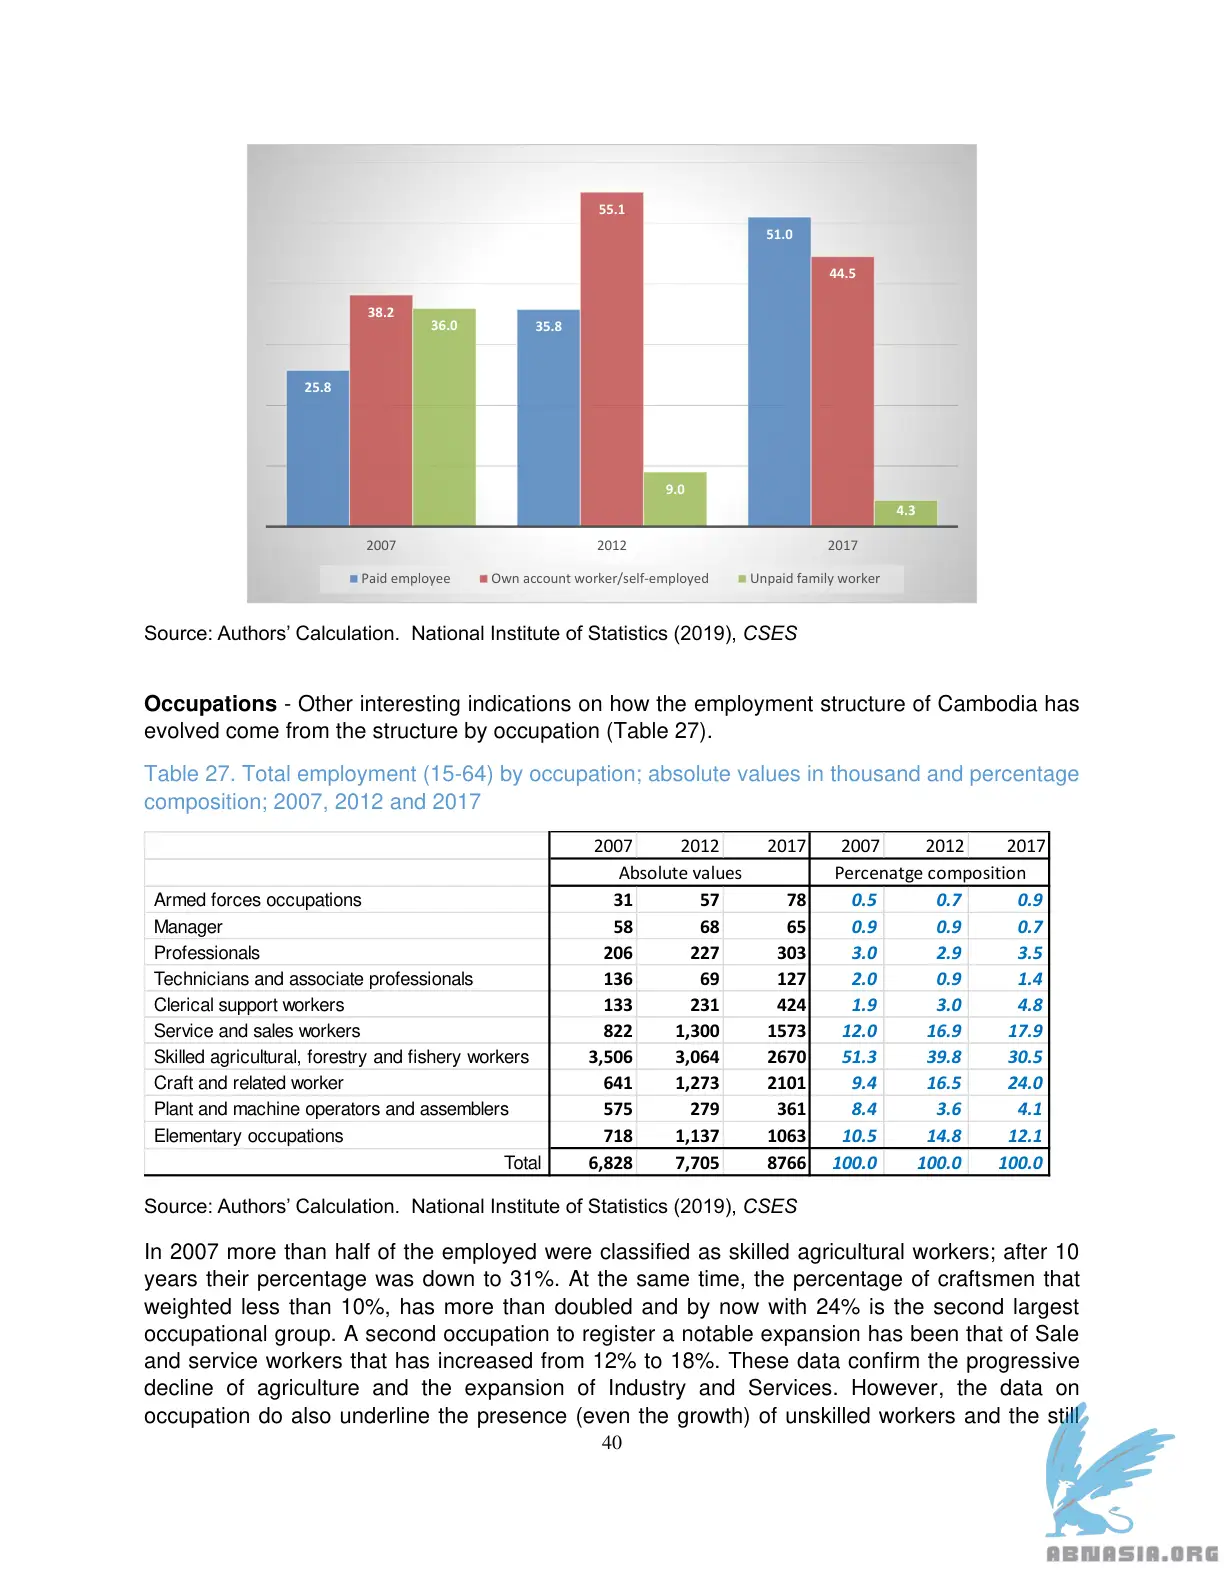 55.1
51.0
44.5
38.2
36.0
35.8
25.8
9.0
4.3
2007 2012 2017
Paid employee Own account worker/self-employed Unpaid family worker
Source: Authors’ Calculation. National Institute of Statistics (2019), CSES
Occupations - Other interesting indications on how the employment structure of Cambodia has
evolved come from the structure by occupation (Table 27).
Table 27. Total employment (15-64) by occupation; absolute values in thousand and percentage
composition; 2007, 2012 and 2017
2007 2012 2017 2007 2012 2017
Absolute values Percenatge composition
Armed forces occupations 31 57 78 0.5 0.7 0.9
Manager 58 68 65 0.9 0.9 0.7
Professionals 206 227 303 3.0 2.9 3.5
Technicians and associate professionals 136 69 127 2.0 0.9 1.4
Clerical support workers 133 231 424 1.9 3.0 4.8
Service and sales workers 822 1,300 1573 12.0 16.9 17.9
Skilled agricultural, forestry and fishery workers 3,506 3,064 2670 51.3 39.8 30.5
Craft and related worker 641 1,273 2101 9.4 16.5 24.0
Plant and machine operators and assemblers 575 279 361 8.4 3.6 4.1
Elementary occupations 718 1,137 1063 10.5 14.8 12.1
Total 6,828 7,705 8766 100.0 100.0 100.0
Source: Authors’ Calculation. National Institute of Statistics (2019), CSES
In 2007 more than half of the employed were classified as skilled agricultural workers; after 10
years their percentage was down to 31%. At the same time, the percentage of craftsmen that
weighted less than 10%, has more than doubled and by now with 24% is the second largest
occupational group. A second occupation to register a notable expansion has been that of Sale
and service workers that has increased from 12% to 18%. These data confirm the progressive
decline of agriculture and the expansion of Industry and Services. However, the data on
occupation do also underline the presence (even the growth) of unskilled workers and the still
40
ABNASIA.ORG